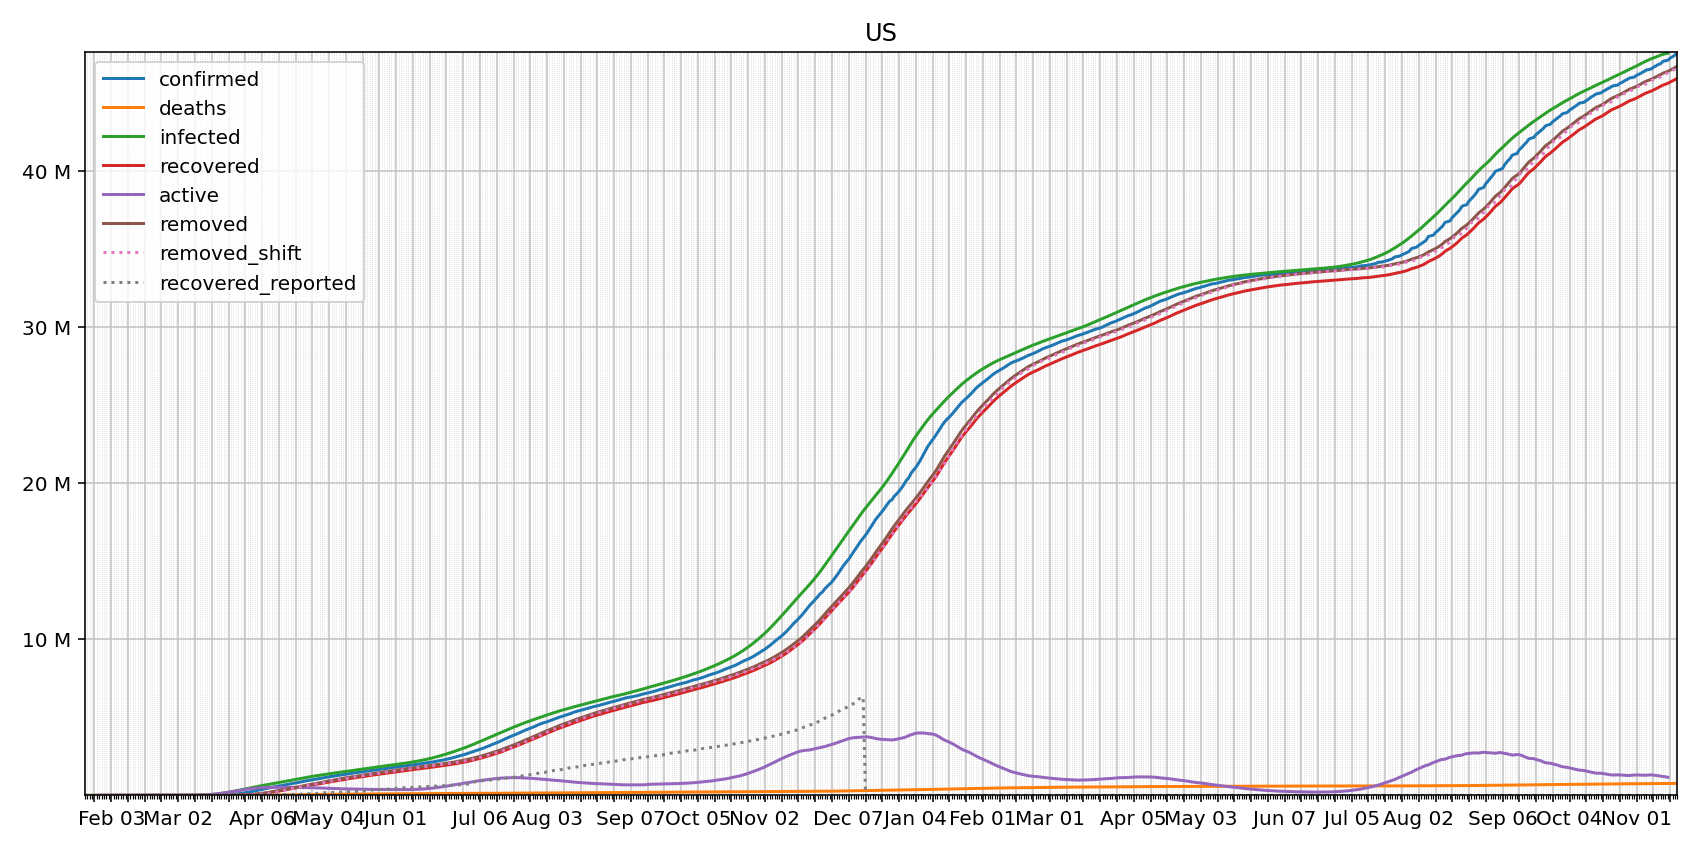 US
confirmed
deaths
infected
recovered
active
removed
removed_shift
recovered_reported
40 M
30 M
20 M
10 M
Feb 03 Mar 02 Apr 06 May 04 Jun 01 Jul 06 Aug 03 Sep 07 Oct 05 Nov 02 Dec 07 Jan 04 Feb 01 Mar 01 Apr 05 May 03 Jun 07 Jul 05 Aug 02 Sep 06 Oct 04 Nov 01